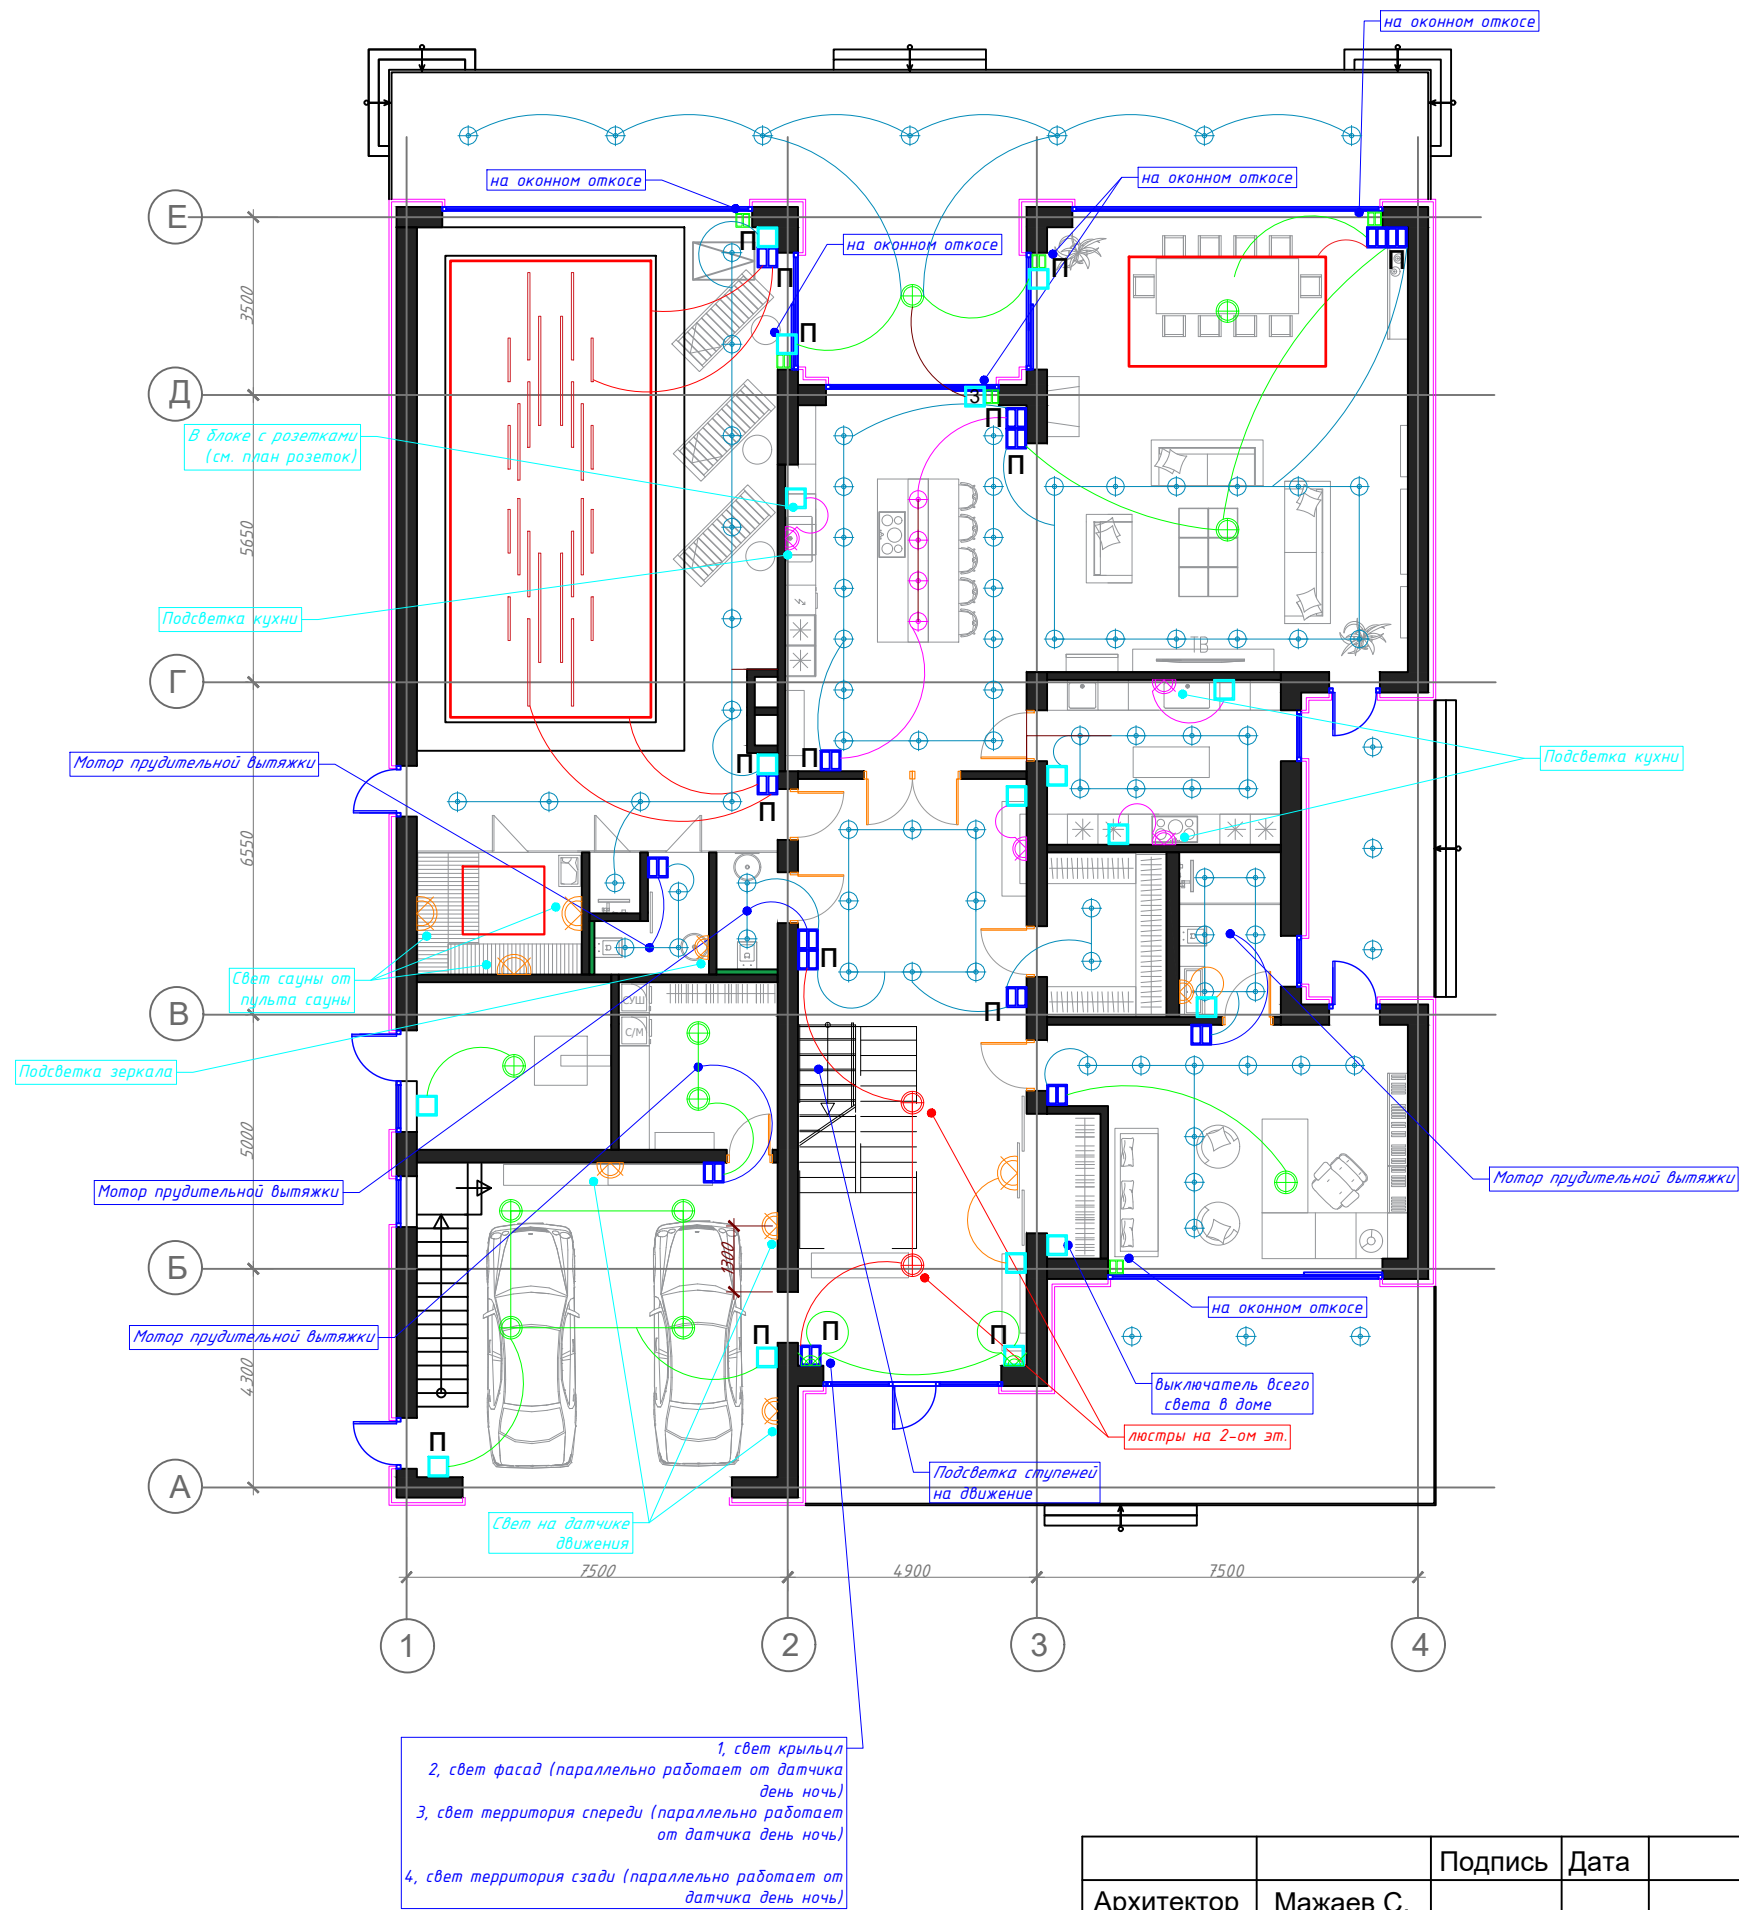 на оконном откосе
на оконном откосе
на оконном откосе
на оконном откосе
Е
П
П
П
П
П
3500
Д
З
П
П
В блоке с розетками
(см. план розеток)
5650
Подсветка кухни
ТВ
Г
Мотор прудительной вытяжки
П
П
П
Подсветка кухни
6550
П
Свет сауны от
пульта сауны
П
СУШ
С/М
В
Подсветка зеркала
5000
Мотор прудительной вытяжки
Мотор прудительной вытяжки
1300
Б
на оконном откосе
Мотор прудительной вытяжки
П
П
П
4300
выключатель всего
света в доме
люстры на 2-ом эт.
П
А
Подсветка ступеней
на движение
Свет на датчике
движения
7500
4900
7500
1
2
3
4
1, свет крыльцл
2, свет фасад (параллельно работает от датчика
день ночь)
3, свет территория спереди (параллельно работает
от датчика день ночь)
4, свет территория сзади (параллельно работает от
датчика день ночь)
Подпись
Дата
Архитектор
Мажаев С.